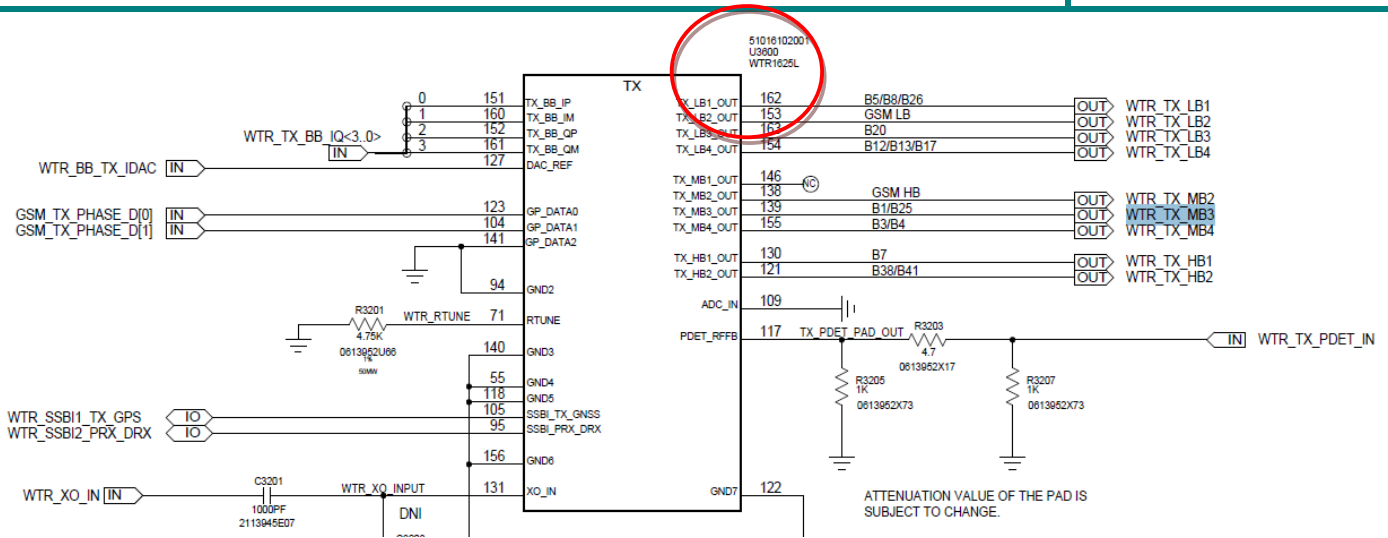 51016102001
U3600
WTR1625L
TX
0 151 TX_BB_IP
1 160 TX_BB_IM
2 152 TX_BB_QP
3 161 TX_BB_QM
WTR_TX_BB_IQ<3..0>
IN
WTR_BB_TX_IDAC IN 127 DAC_REF
GSM_TX_PHASE_D[0] IN 123 GP_DATA0
GSM_TX_PHASE_D[1] IN 104 GP_DATA1
141 GP_DATA2
94 GND2
R3201
WTR_RTUNE 71 RTUNE
4.75K
0613952U66
1%
50MW
140 GND3
55 GND4
118 GND5
WTR_SSBI1_TX_GPS IO 105 SSBI_TX_GNSS
WTR_SSBI2_PRX_DRX IO 95 SSBI_PRX_DRX
156 GND6
C3201
WTR_XO_IN IN WTR_XO_INPUT 131 XO_IN
1000PF
2113945E07
DNI
TX_LB1_OUT 162 B5/B8/B26 OUT WTR_TX_LB1
TX_LB2_OUT 153 GSM LB OUT WTR_TX_LB2
TX_LB3_OUT 163 B20 OUT WTR_TX_LB3
TX_LB4_OUT 154 B12/B13/B17 OUT WTR_TX_LB4
TX_MB1_OUT 146 NC
TX_MB2_OUT 138 GSM HB OUT WTR_TX_MB2
TX_MB3_OUT 139 B1/B25 OUT WTR_TX_MB3
TX_MB4_OUT 155 B3/B4 OUT WTR_TX_MB4
TX_HB1_OUT 130 B7 OUT WTR_TX_HB1
TX_HB2_OUT 121 B38/B41 OUT WTR_TX_HB2
ADC_IN 109
PDET_RFFB 117 TX_PDET_PAD_OUT R3203 IN WTR_TX_PDET_IN
4.7
0613952X17
R3205
1K
0613952X73
R3207
1K
0613952X73
GND7 122
ATTENUATION VALUE OF THE PAD IS
SUBJECT TO CHANGE.